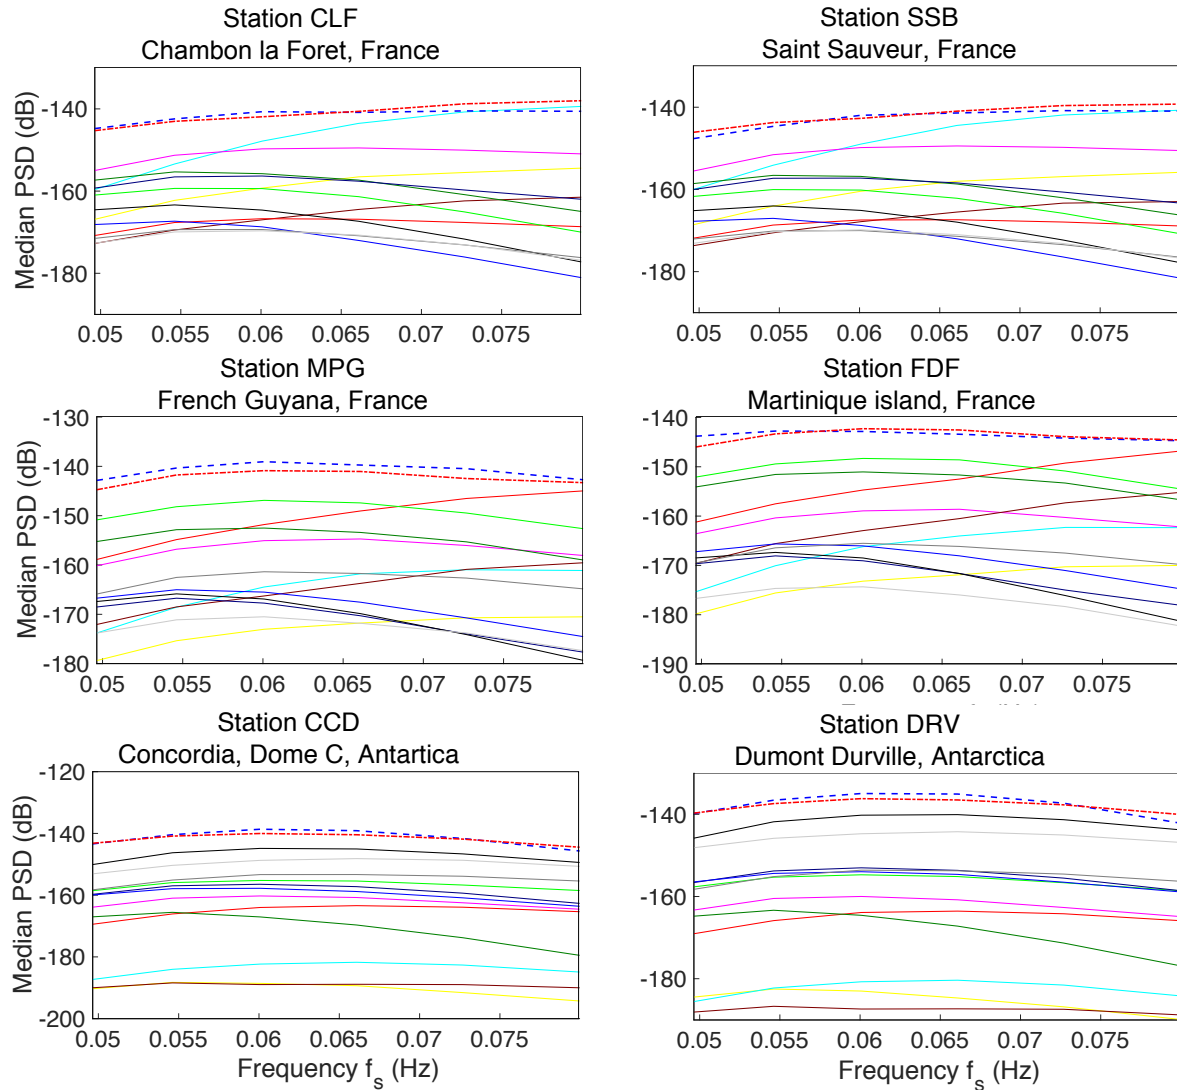 Station CLF
Chambon la Foret, France
Median PSD (dB)
-140
-160
-180
0.05 0.055 0.06 0.065 0.07 0.075
Station SSB
Saint Sauveur, France
-140
-160
-180
0.05 0.055 0.06 0.065 0.07 0.075
Station MPG
French Guyana, France
-130
-140
-150
-160
-170
-180
0.05 0.055 0.06 0.065 0.07 0.075
Station FDF
Martinique island, France
-140
-150
-160
-170
-180
-190
0.05 0.055 0.06 0.065 0.07 0.075
Station CCD
Concordia, Dome C, Antartica
Median PSD (dB)
-120
-140
-160
-180
-200
0.05 0.055 0.06 0.065 0.07 0.075
Frequency f_s (Hz)
Station DRV
Dumont Durville, Antarctica
-140
-160
-180
0.05 0.055 0.06 0.065 0.07 0.075
Frequency f_s (Hz)